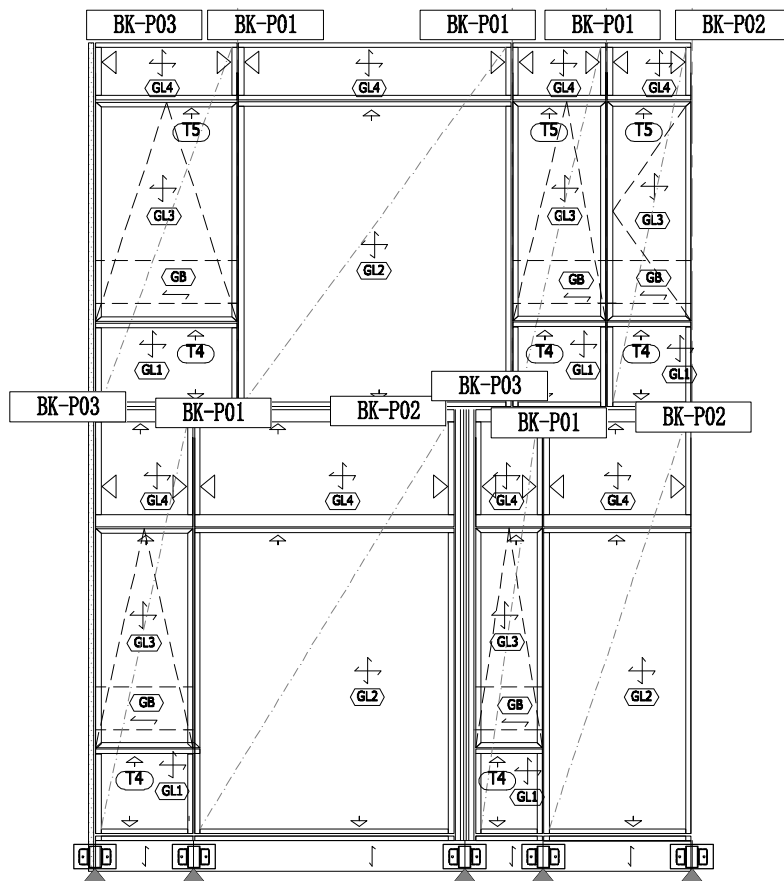 BK-P03 BK-P01 BK-P01 BK-P01 BK-P02
GL4 GL4 GL4 GL4
T5 T5 T5
GL3 GL3 GL3
GL2
GB GB GB
T4 T4 T4
GL1 GL1 GL1
BK-P03
BK-P03 BK-P01 BK-P02 BK-P01 BK-P02
GL4 GL4 GL4 GL4
GL3 GL3
GL2 GL2
GB GB
T4 T4
GL1 GL1